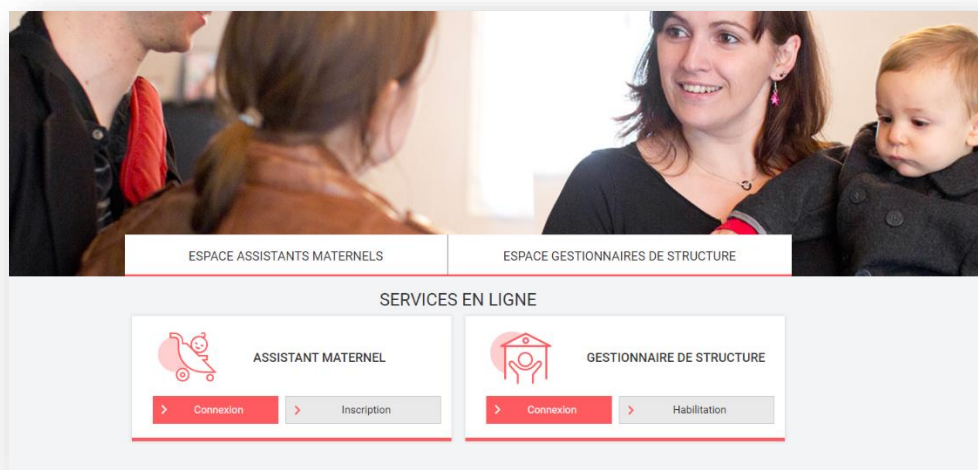 ESPACE ASSISTANTS MATERNELS
ESPACE GESTIONNAIRES DE STRUCTURE
SERVICES EN LIGNE
ASSISTANT MATERNEL
GESTIONNAIRE DE STRUCTURE
Connexion
Inscription
Connexion
Habilitation